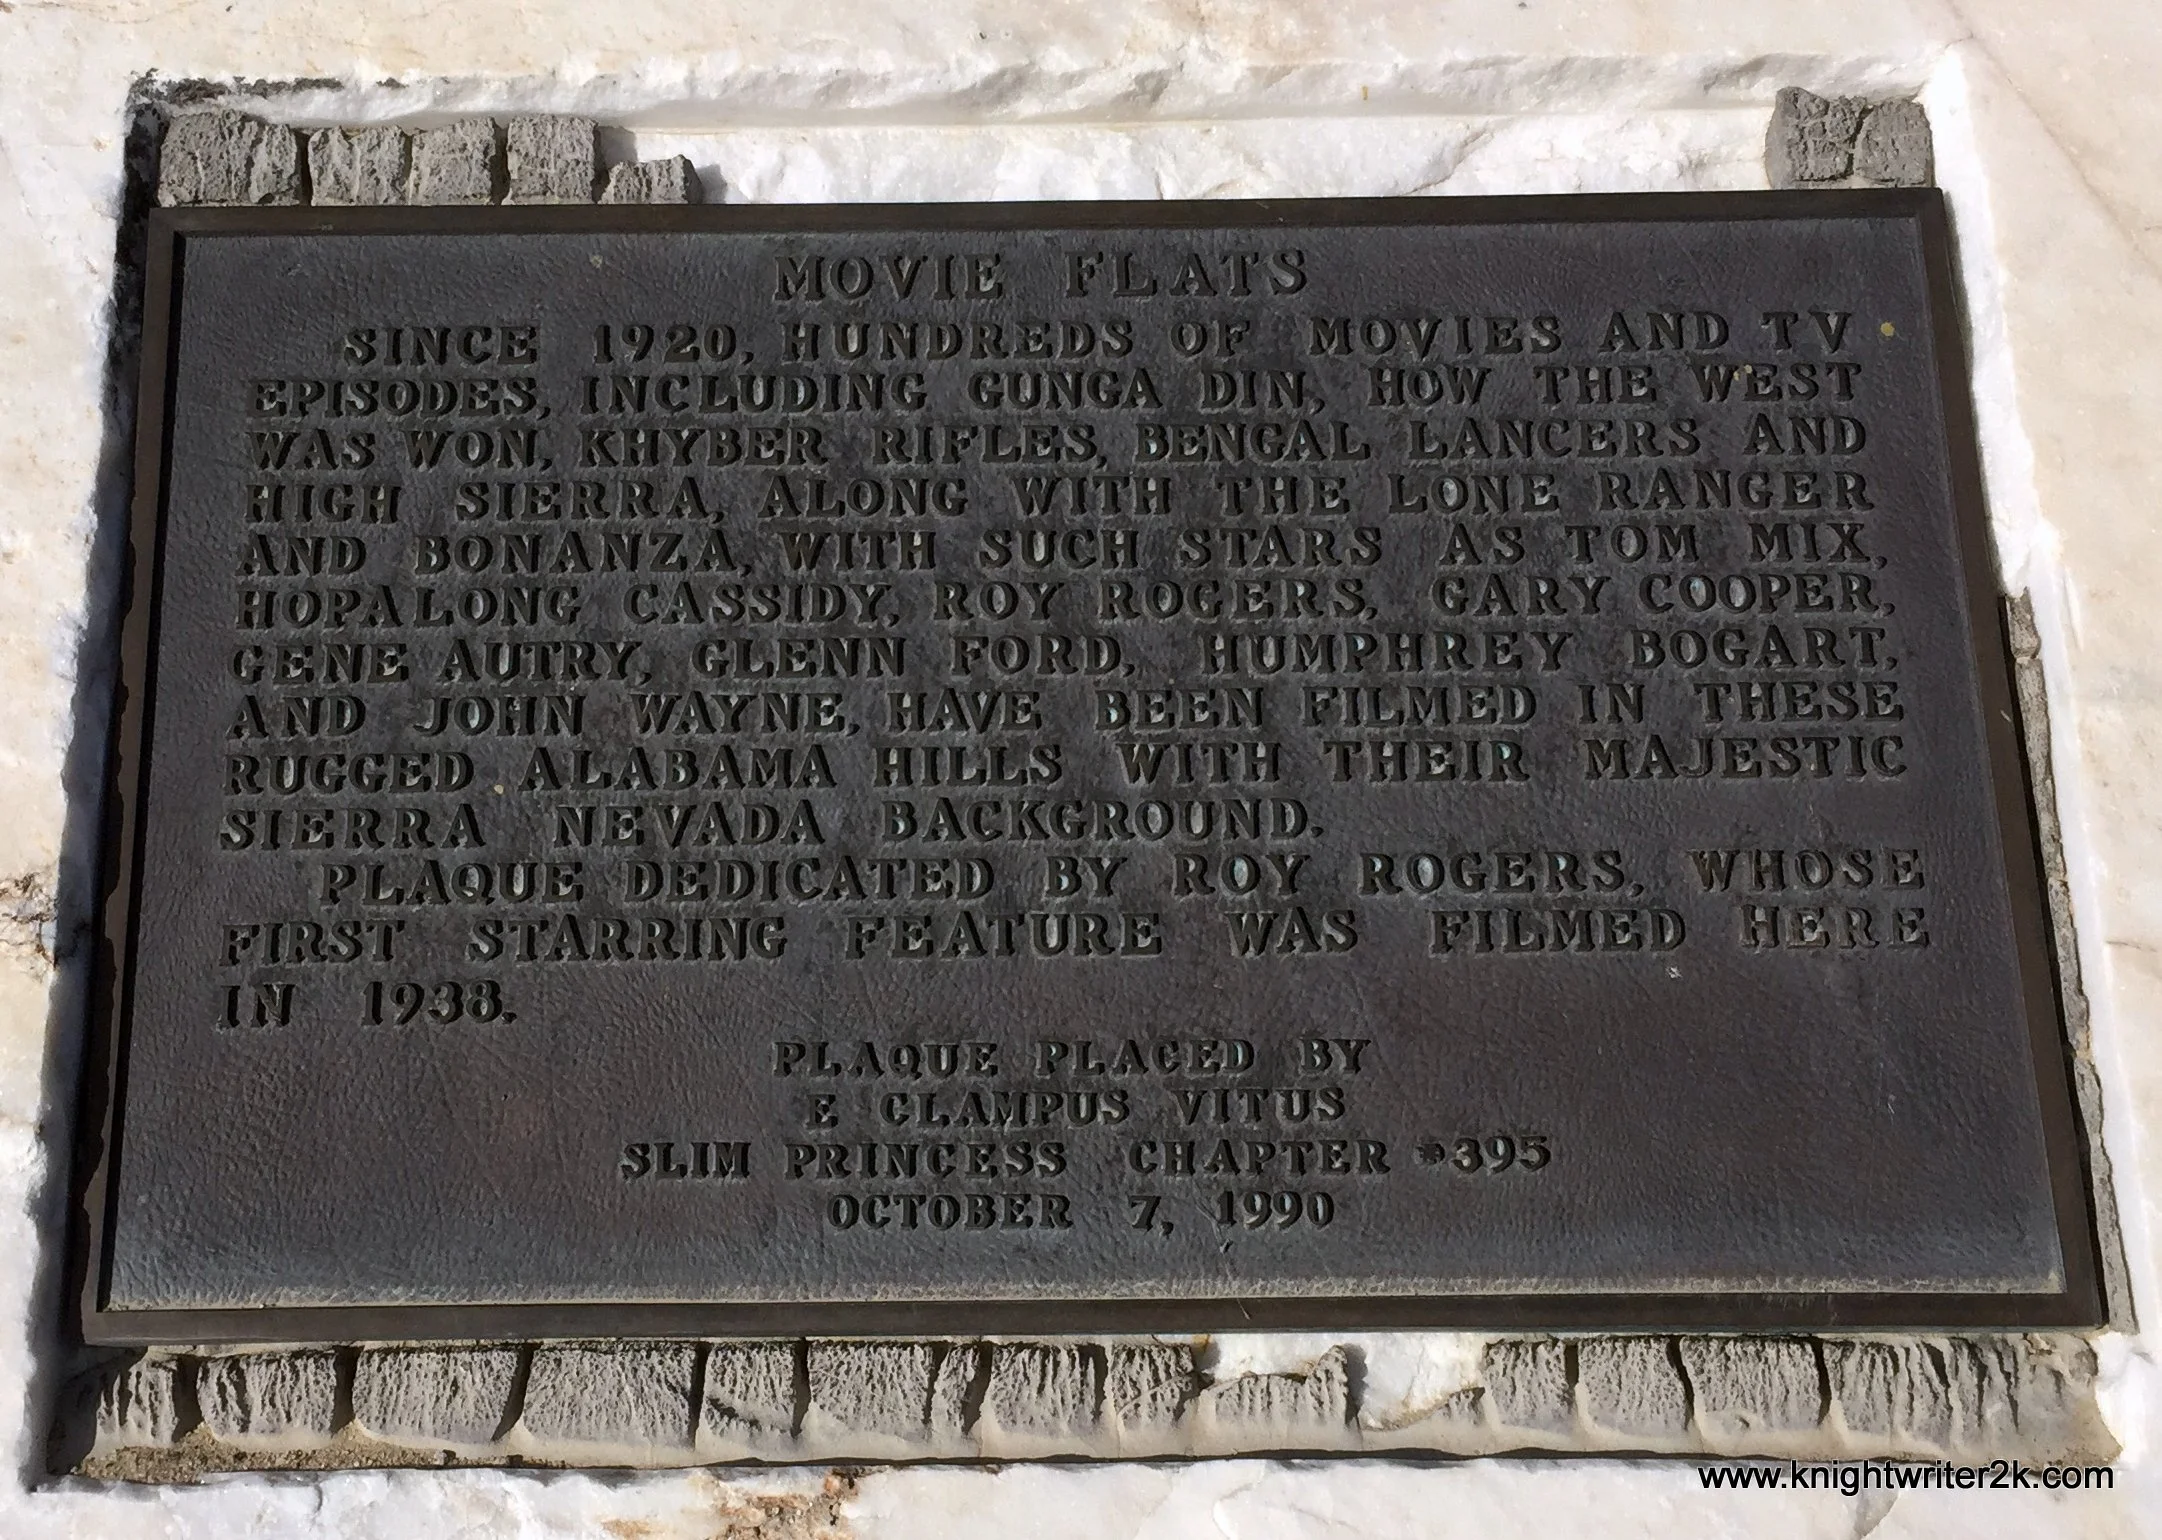 MOVIE FLATS
SINCE 1920, HUNDREDS OF MOVIES AND TV
EPISODES, INCLUDING GUNGA DIN, HOW THE WEST
WAS WON, KHYBER RIFLES, BENGAL LANCERS AND
HIGH SIERRA, ALONG WITH THE LONE RANGER
AND BONANZA, WITH SUCH STARS AS TOM MIX,
HOPALONG CASSIDY, ROY ROGERS, GARY COOPER,
GENE AUTRY, GLENN FORD, HUMPHREY BOGART,
AND JOHN WAYNE, HAVE BEEN FILMED IN THESE
RUGGED ALABAMA HILLS WITH THEIR MAJESTIC
SIERRA NEVADA BACKGROUND.
PLAQUE DEDICATED BY ROY ROGERS, WHOSE
FIRST STARRING FEATURE WAS FILMED HERE
IN 1938.
PLAQUE PLACED BY
E CLAMPUS VITUS
SLIM PRINCESS CHAPTER #395
OCTOBER 7, 1990
www.knightwriter2k.com